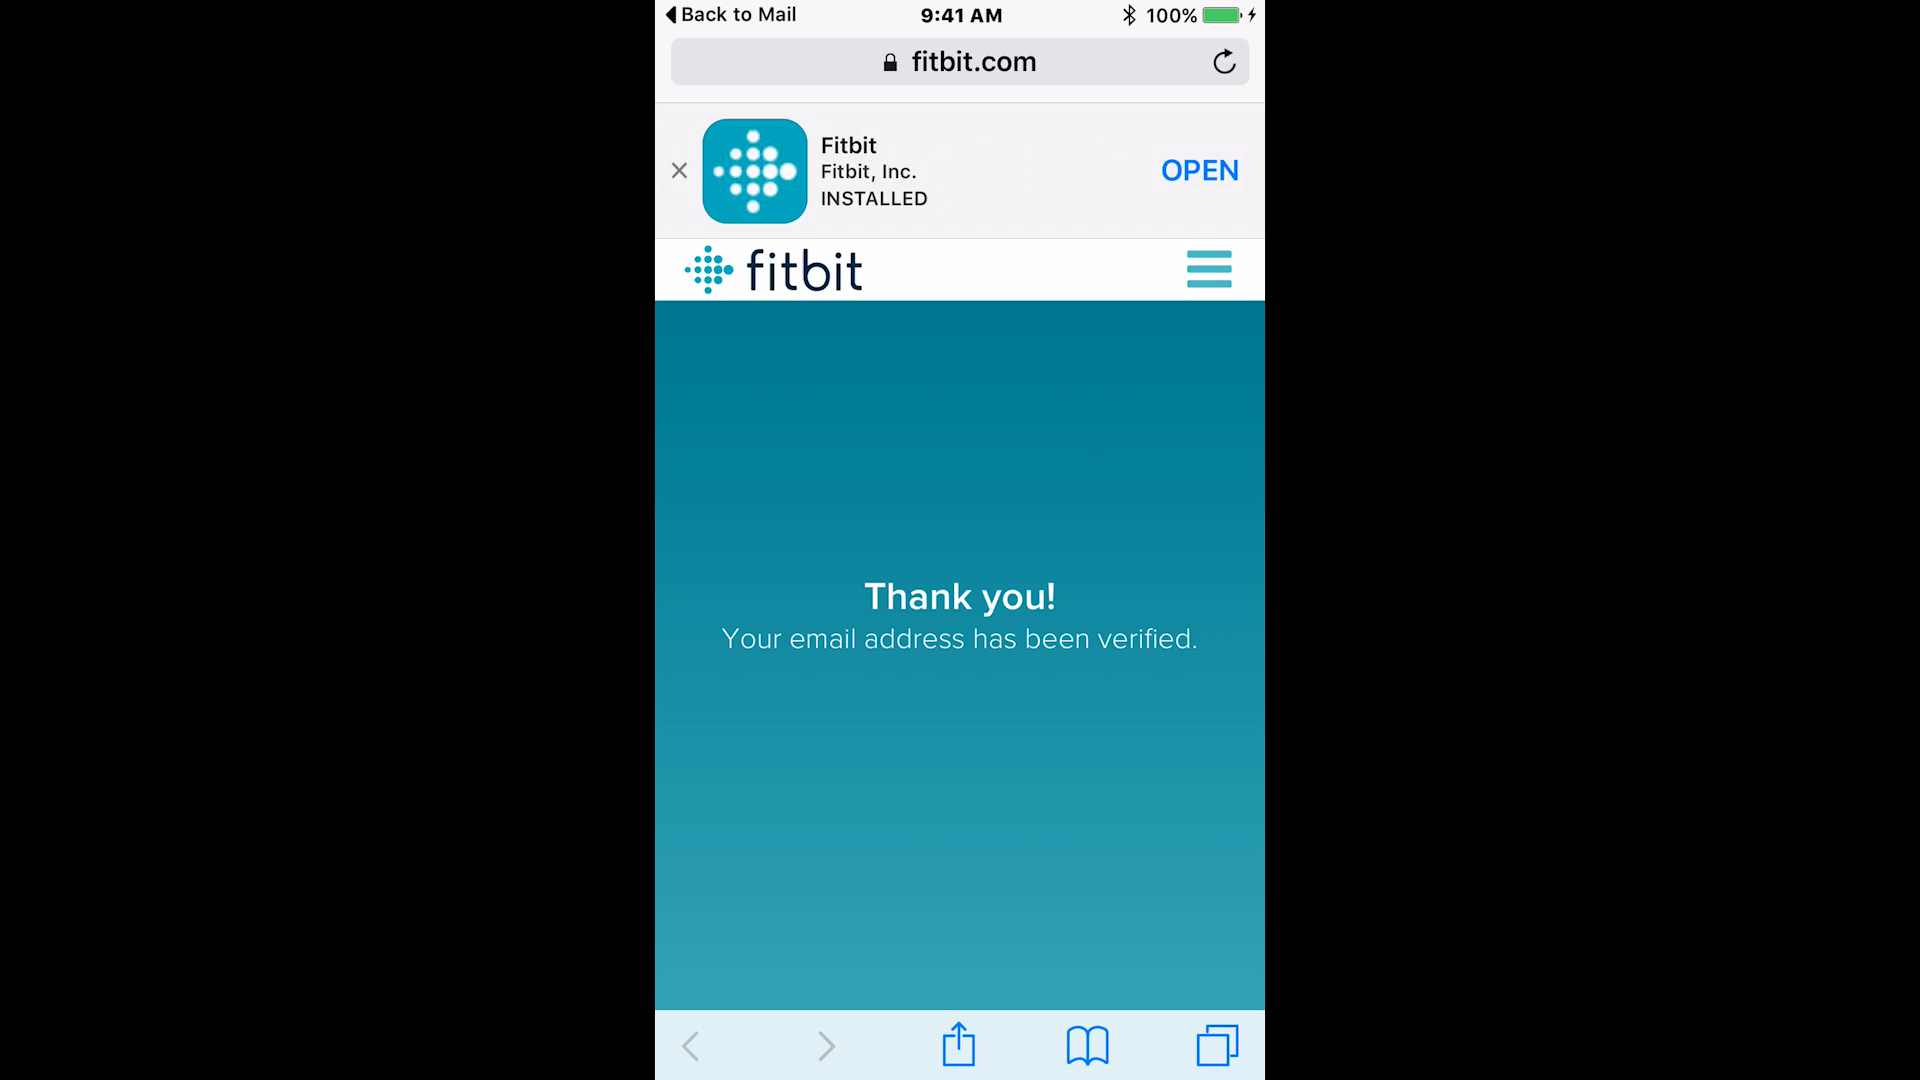 Back to Mail 9:41 AM 100%
fitbit.com
Fitbit
Fitbit, Inc.
INSTALLED
OPEN
fitbit
Thank you!
Your email address has been verified.